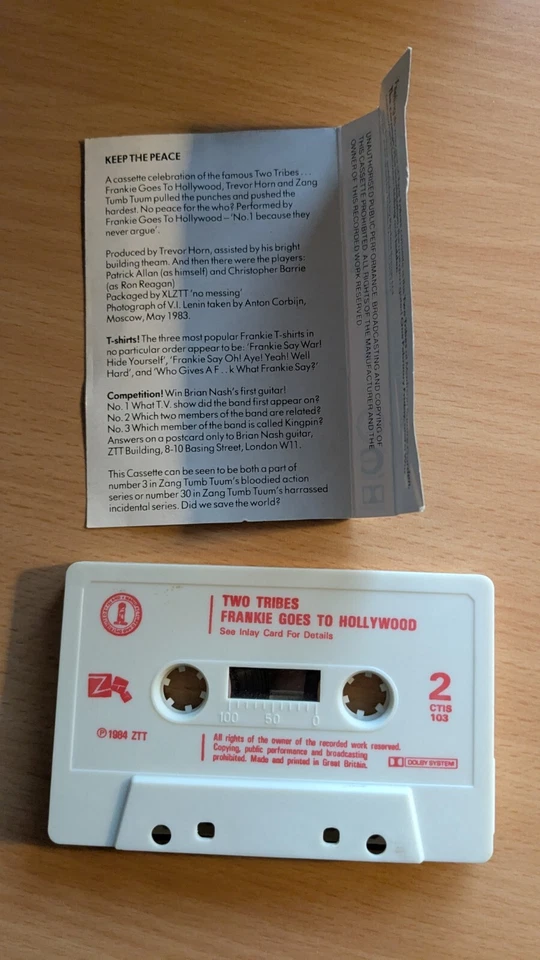 KEEP THE PEACE
A cassette celebration of the famous Two Tribes . . .
Frankie Goes To Hollywood, Trevor Horn and Zang
Tumb Tuum pulled the punches and pushed the
hardest. No peace for the who? Performed by
Frankie Goes To Hollywood – 'No. 1 because they
never argue'.
Produced by Trevor Horn, assisted by his bright
building theam. And then there were the players:
Patrick Allan (as himself) and Christopher Barrie
(as Ron Reagan)
Packaged by XLZTT 'no messing'
Photograph of V.I. Lenin taken by Anton Corbijn,
Moscow, May 1983.
T-shirts! The three most popular Frankie T-shirts in
no particular order appear to be: 'Frankie Say War!
Hide Yourself', 'Frankie Say Oh! Aye! Yeah! Well
Hard', and 'Who Gives A F . . k What Frankie Say?'
Competition! Win Brian Nash's first guitar!
No. 1 What T.V. show did the band first appear on?
No. 2 Which two members of the band are related?
No. 3 Which member of the band is called Kingpin?
Answers on a postcard only to Brian Nash guitar,
ZTT Building, 8-10 Basing Street, London W11.
This Cassette can be seen to be both a part of
number 3 in Zang Tumb Tuum's bloodied action
series or number 30 in Zang Tumb Tuum's harrassed
incidental series. Did we save the world?
UNAUTHORISED PUBLIC PERFORMANCE, BROADCASTING AND COPYING OF
THIS CASSETTE PROHIBITED. ALL RIGHTS OF THE MANUFACTURER AND THE
OWNER OF THIS RECORDED WORK RESERVED
TWO TRIBES
FRANKIE GOES TO HOLLYWOOD
See Inlay Card For Details
2
CTIS
103
100 50 0
℗ 1984 ZTT
All rights of the owner of the recorded work reserved.
Copying, public performance and broadcasting
prohibited. Made and printed in Great Britain.
DOLBY SYSTEM